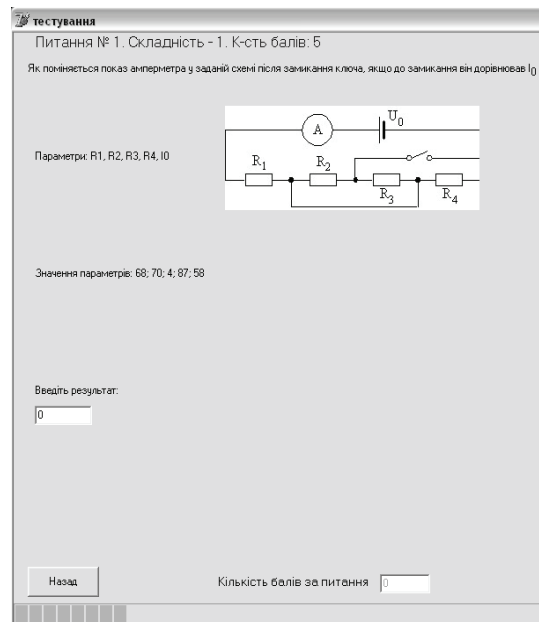 тестування
Питання № 1. Складність - 1. К-сть балів: 5
Як поміняється показ амперметра у заданій схемі після замикання ключа, якщо до замикання він дорівнював I0
A
U0
Параметри: R1, R2, R3, R4, I0
R1
R2
R3
R4
Значення параметрів: 68; 70; 4; 87; 58
Введіть результат:
0
Назад
Кількість балів за питання
0